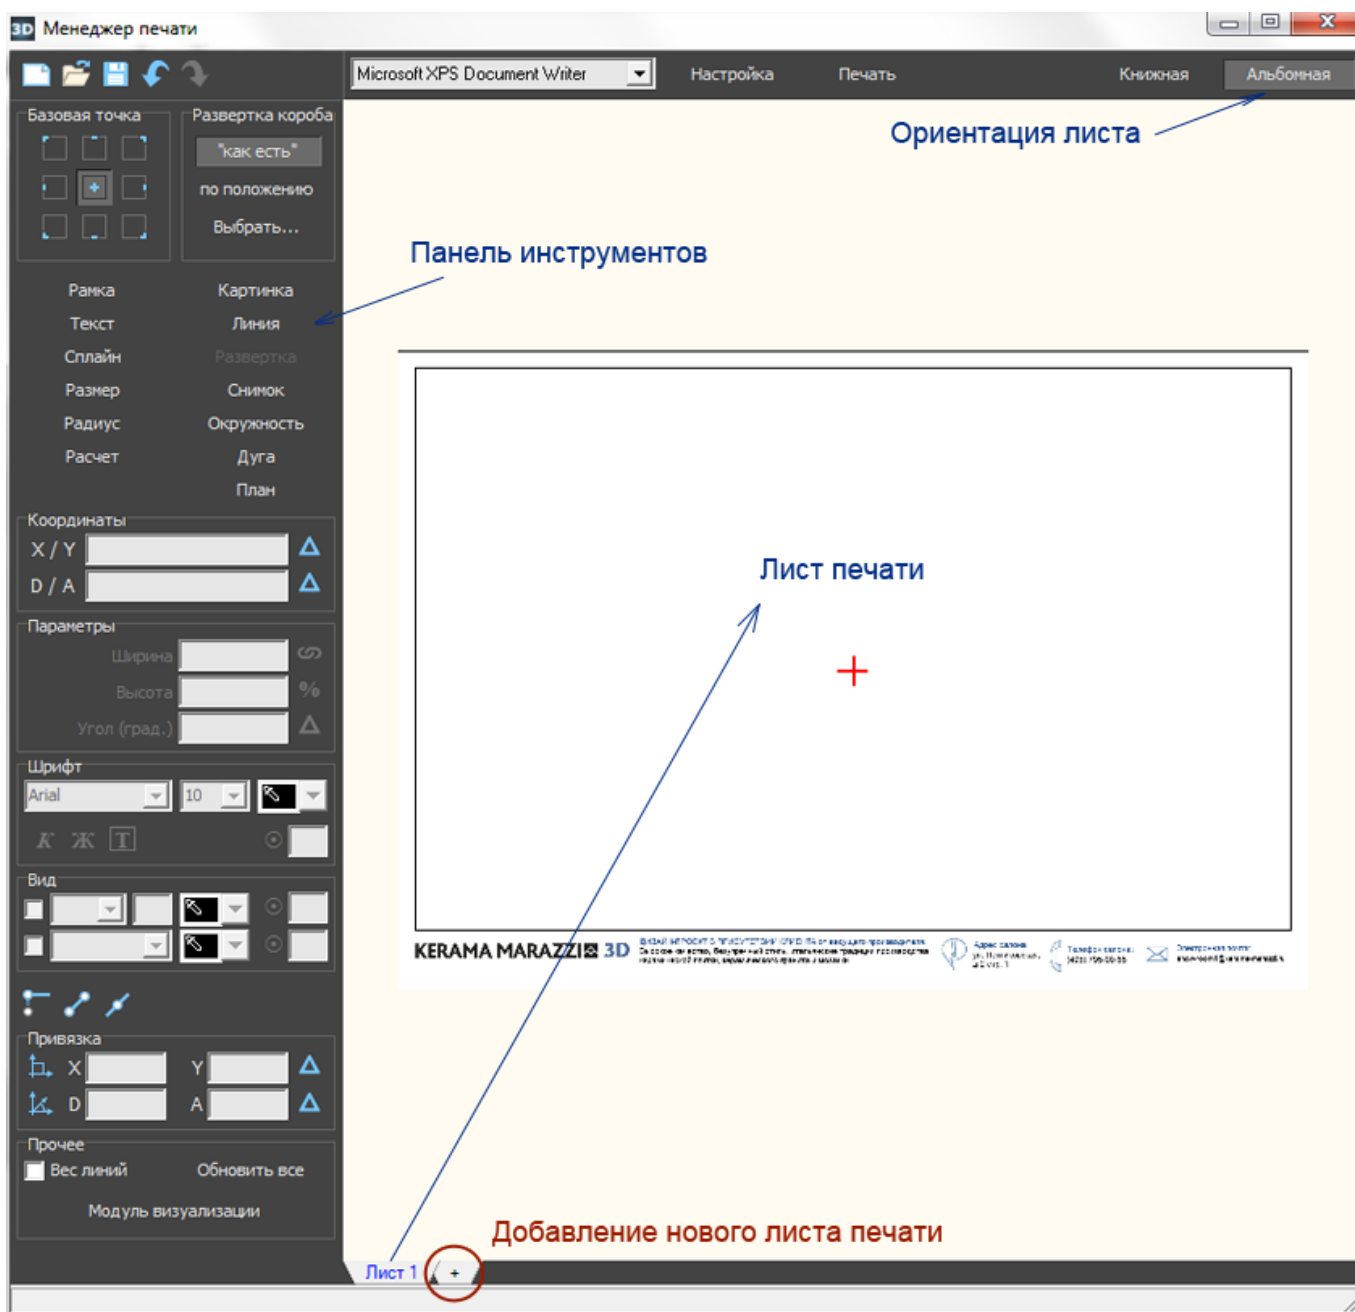 3D Менеджер печати
Microsoft XPS Document Writer Настройка Печать Книжная Альбомная
Ориентация листа
Базовая точка Развертка короба
"как есть"
по положению
Выбрать...
Панель инструментов
Рамка Картинка
Текст Линия
Сплайн Развертка
Размер Снимок
Радиус Окружность
Расчет Дуга
План
Координаты
X / Y
D / A
Лист печати
Параметры
Ширина
Высота %
Угол (град.)
Шрифт
Arial 10
К Ж T
Вид
KERAMA MARAZZI 3D
Адрес салона
Привязка
X Y
D A
Прочее
Вес линий Обновить все
Модуль визуализации
Добавление нового листа печати
Лист 1 +